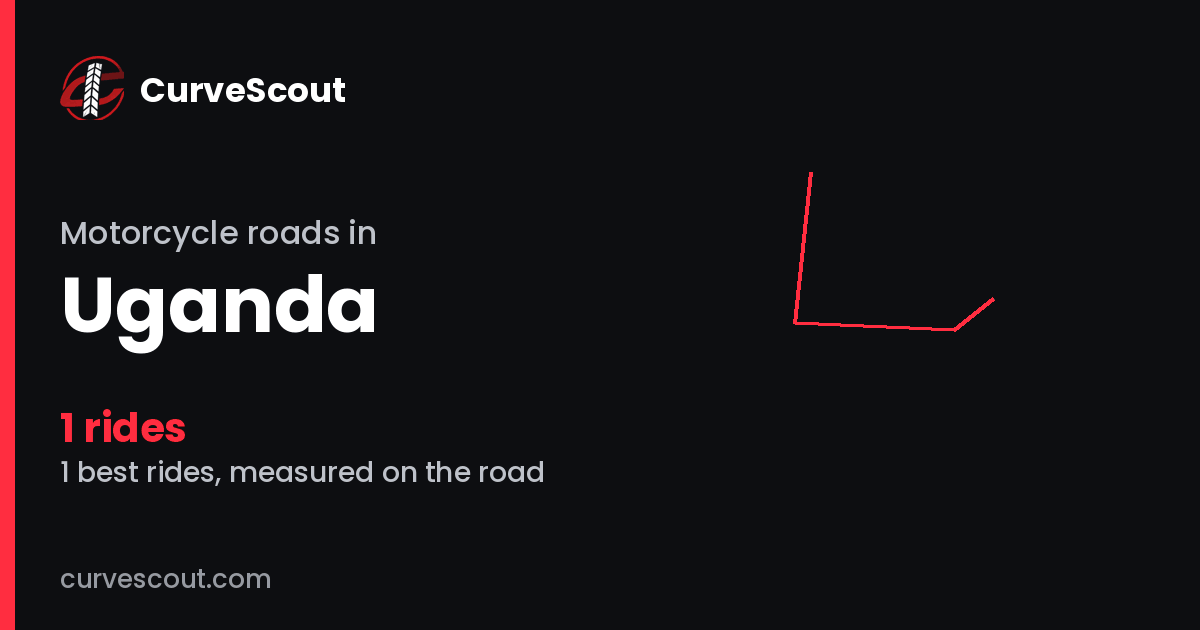 CurveScout
Motorcycle roads in
Uganda
1 rides
1 best rides, measured on the road
curvescout.com